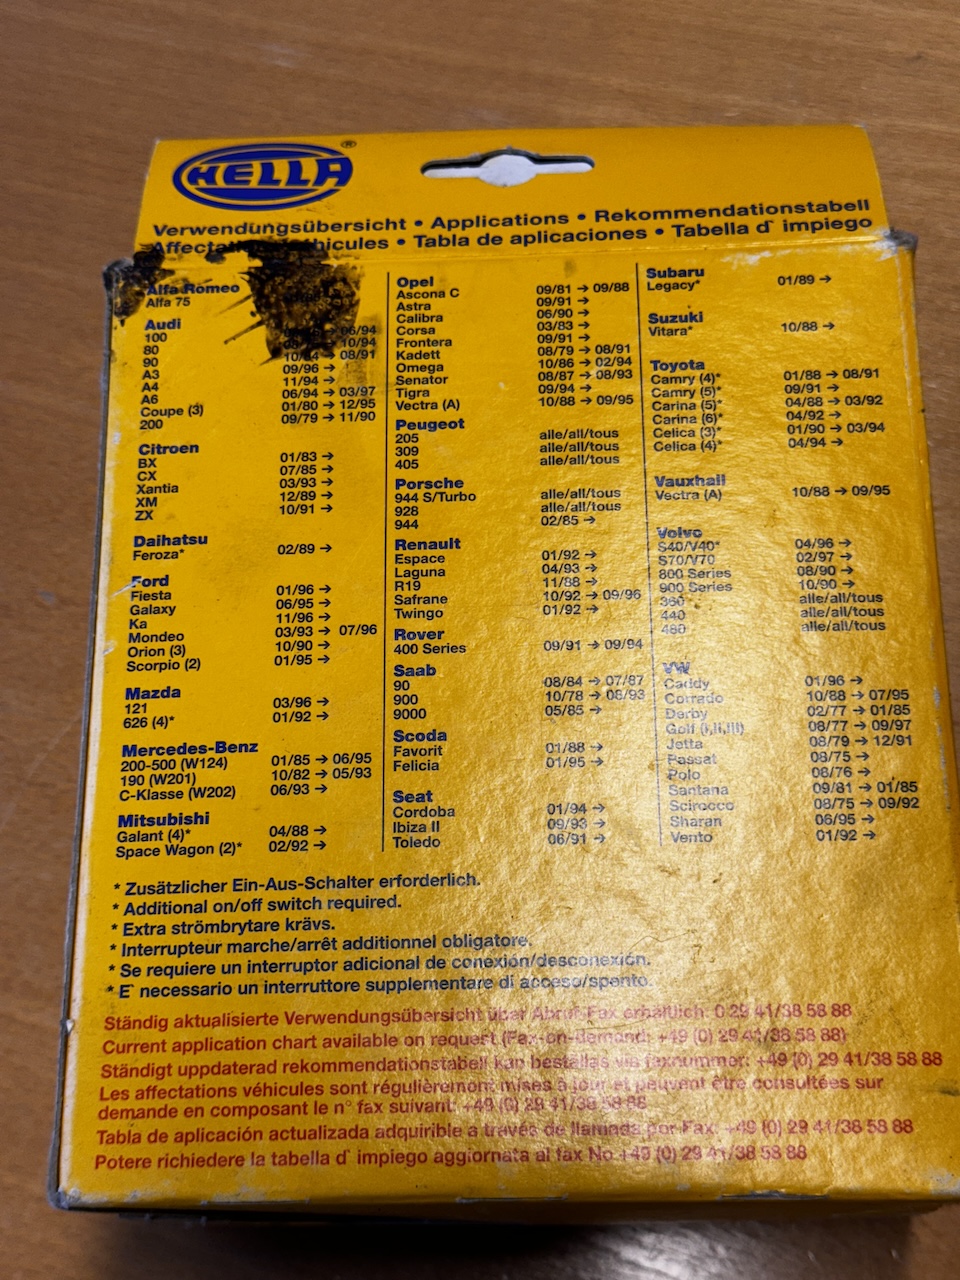 HELLA ®
Verwendungsübersicht • Applications • Rekommendationstabell
Affectat véhicules • Tabla de aplicaciones • Tabella d` impiego
Alfa Romeo
Alfa 75
Audi
100 → 06/94
80 → 10/94
90 10/84 → 08/91
A3 09/96 →
A4 11/94 →
A6 06/94 → 03/97
Coupe (3) 01/80 → 12/95
200 09/79 → 11/90
Citroen
BX 01/83 →
CX 07/85 →
Xantia 03/93 →
XM 12/89 →
ZX 10/91 →
Daihatsu
Feroza* 02/89 →
Ford
Fiesta 01/96 →
Galaxy 06/95 →
Ka 11/96 →
Mondeo 03/93 → 07/96
Orion (3) 10/90 →
Scorpio (2) 01/95 →
Mazda
121 03/96 →
626 (4)* 01/92 →
Mercedes-Benz
200-500 (W124) 01/85 → 06/95
190 (W201) 10/82 → 05/93
C-Klasse (W202) 06/93 →
Mitsubishi
Galant (4)* 04/88 →
Space Wagon (2)* 02/92 →
Opel
Ascona C 09/81 → 09/88
Astra 09/91 →
Calibra 06/90 →
Corsa 03/83 →
Frontera 09/91 →
Kadett 08/79 → 08/91
Omega 10/86 → 02/94
Senator 08/87 → 08/93
Tigra 09/94 →
Vectra (A) 10/88 → 09/95
Peugeot
205 alle/all/tous
309 alle/all/tous
405 alle/all/tous
Porsche
944 S/Turbo alle/all/tous
928 alle/all/tous
944 02/85 →
Renault
Espace 01/92 →
Laguna 04/93 →
R19 11/88 →
Safrane 10/92 → 09/96
Twingo 01/92 →
Rover
400 Series 09/91 → 09/94
Saab
90 08/84 → 07/87
900 10/78 → 08/93
9000 05/85 →
Scoda
Favorit 01/88 →
Felicia 01/95 →
Seat
Cordoba 01/94 →
Ibiza II 09/93 →
Toledo 06/91 →
Subaru
Legacy* 01/89 →
Suzuki
Vitara* 10/88 →
Toyota
Camry (4)* 01/88 → 08/91
Camry (5)* 09/91 →
Carina (5)* 04/88 → 03/92
Carina (6)* 04/92 →
Celica (3)* 01/90 → 03/94
Celica (4)* 04/94 →
Vauxhall
Vectra (A) 10/88 → 09/95
Volvo
S40/V40* 04/96 →
S70/V70 02/97 →
800 Series 08/90 →
900 Series 10/90 →
360 alle/all/tous
440 alle/all/tous
480 alle/all/tous
VW
Caddy 01/96 →
Corrado 10/88 → 07/95
Derby 02/77 → 01/85
Golf (I,II,III) 08/77 → 09/97
Jetta 08/79 → 12/91
Passat 08/75 →
Polo 08/76 →
Santana 09/81 → 01/85
Scirocco 08/75 → 09/92
Sharan 06/95 →
Vento 01/92 →
* Zusätzlicher Ein-Aus-Schalter erforderlich.
* Additional on/off switch required.
* Extra strömbrytare krävs.
* Interrupteur marche/arrêt additionnel obligatore.
* Se requiere un interruptor adicional de conexión/desconexión.
* E` necessario un interruttore supplementare di acceso/spento.
Ständig aktualisierte Verwendungsübersicht über Abruf-Fax erhältlich: 0 29 41/38 58 88
Current application chart available on request (Fax-on-demand: +49 (0) 29 41/38 58 88)
Ständigt uppdaterad rekommendationstabell kan beställas via faxnummer: +49 (0) 29 41/38 58 88
Les affectations véhicules sont régulièrement mises à jour et peuvent être consultées sur
demande en composant le n° fax suivant: +49 (0) 29 41/38 58 88
Tabla de aplicación actualizada adquirible a través de llamada por Fax: +49 (0) 29 41/38 58 88
Potere richiedere la tabella d` impiego aggiornata al fax No +49 (0) 29 41/38 58 88